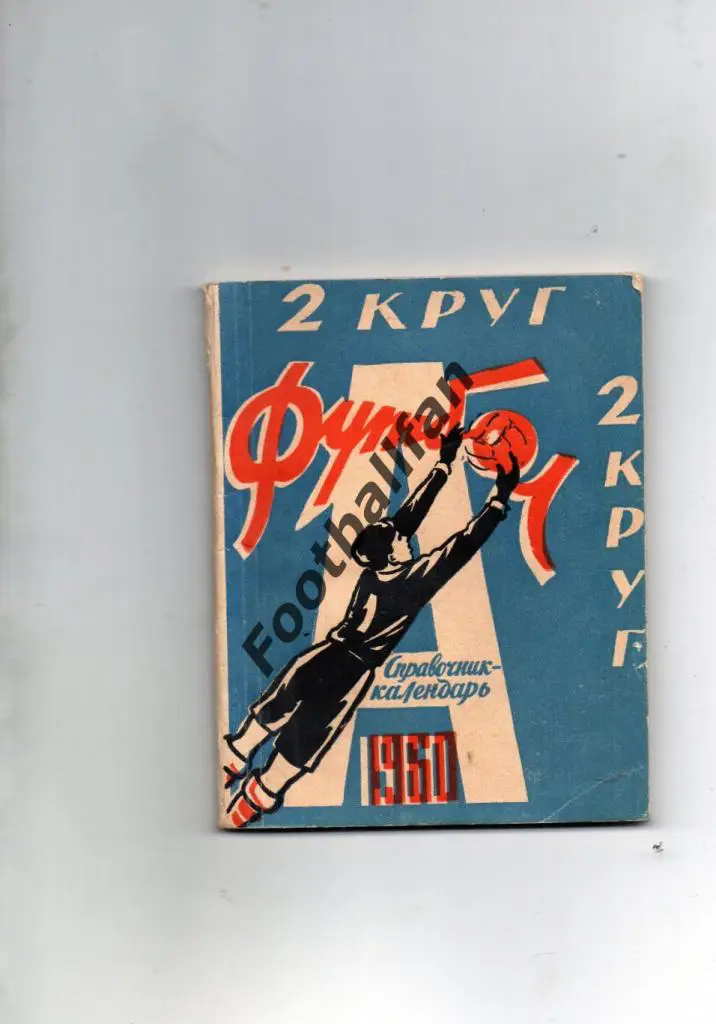 2 КРУГ
Футбол
2 КРУГ
А
Справочник-
календарь
1960
Footballfan